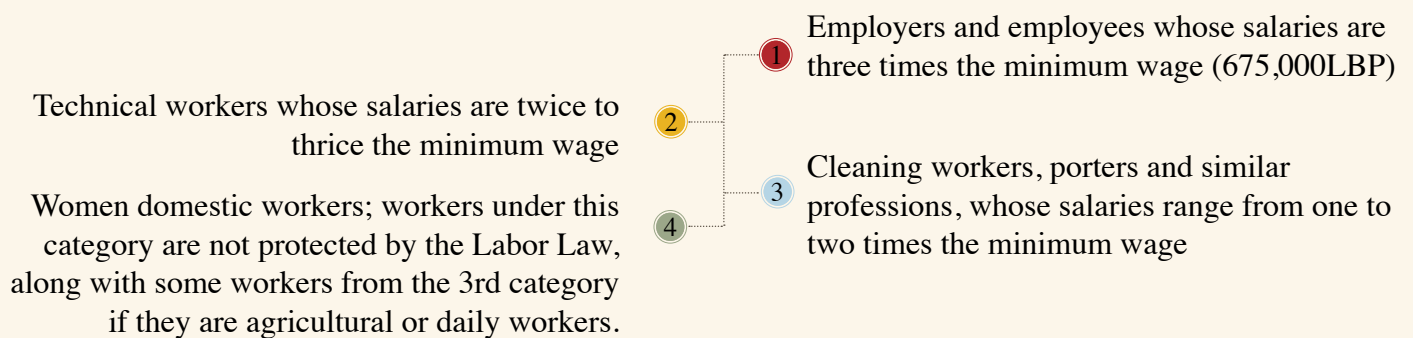 1
Employers and employees whose salaries are
three times the minimum wage (675,000LBP)
2
Technical workers whose salaries are twice to
thrice the minimum wage
3
Cleaning workers, porters and similar
professions, whose salaries range from one to
two times the minimum wage
4
Women domestic workers; workers under this
category are not protected by the Labor Law,
along with some workers from the 3rd category
if they are agricultural or daily workers.